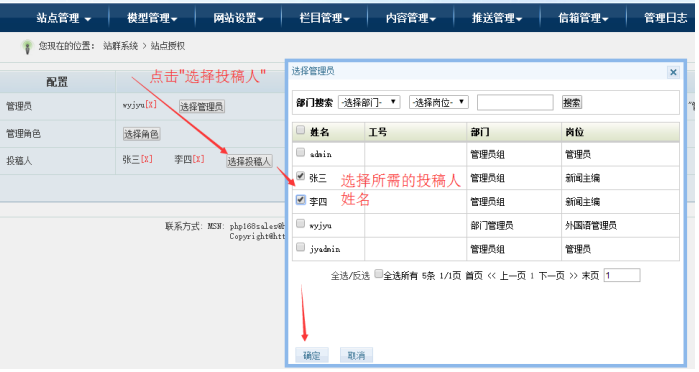 站点管理 模型管理 网站设置 栏目管理 内容管理 推送管理 信箱管理 管理日志
您现在的位置： 站群系统 > 站点授权
点击"选择投稿人"
配置
管理员 wyjyu[X] 选择管理员
管理角色 选择角色
投稿人 张三[X] 李四[X] 选择投稿人
联系方式: MSN: php168sales@h
Copyright@htt
选择管理员
部门搜索 -选择部门- -选择岗位- 搜索
姓名 工号 部门 岗位
admin 管理员组 管理员
张三 管理员组 新闻主编
李四 管理员组 新闻主编
wyjyu 部门管理员 外国语管理员
jyadmin 管理员组 管理员
选择所需的投稿人
姓名
全选/反选 全选所有 5条 1/1页 首页 << 上一页 1 下一页 >> 末页 1
确定 取消